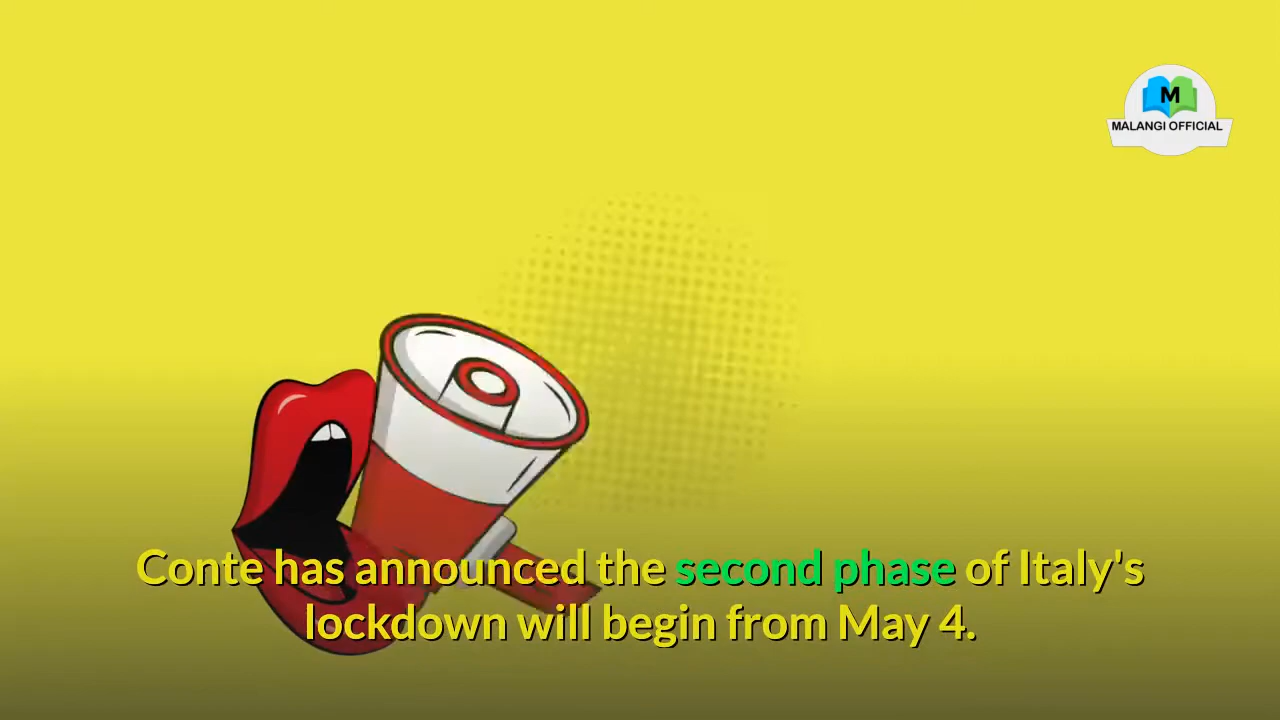 M
MALANGI OFFICIAL
Conte has announced the second phase of Italy's
lockdown will begin from May 4.